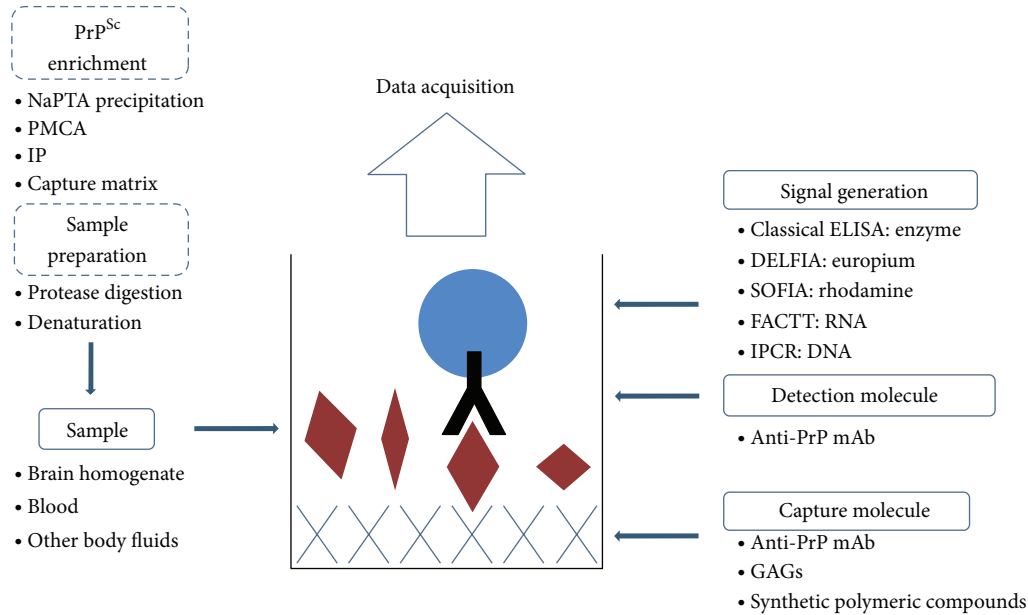 PrPSc
enrichment
• NaPTA precipitation
• PMCA
• IP
• Capture matrix
Sample
preparation
• Protease digestion
• Denaturation
Sample
• Brain homogenate
• Blood
• Other body fluids
Data acquisition
Signal generation
• Classical ELISA: enzyme
• DELFIA: europium
• SOFIA: rhodamine
• FACTT: RNA
• IPCR: DNA
Detection molecule
• Anti-PrP mAb
Capture molecule
• Anti-PrP mAb
• GAGs
• Synthetic polymeric compounds